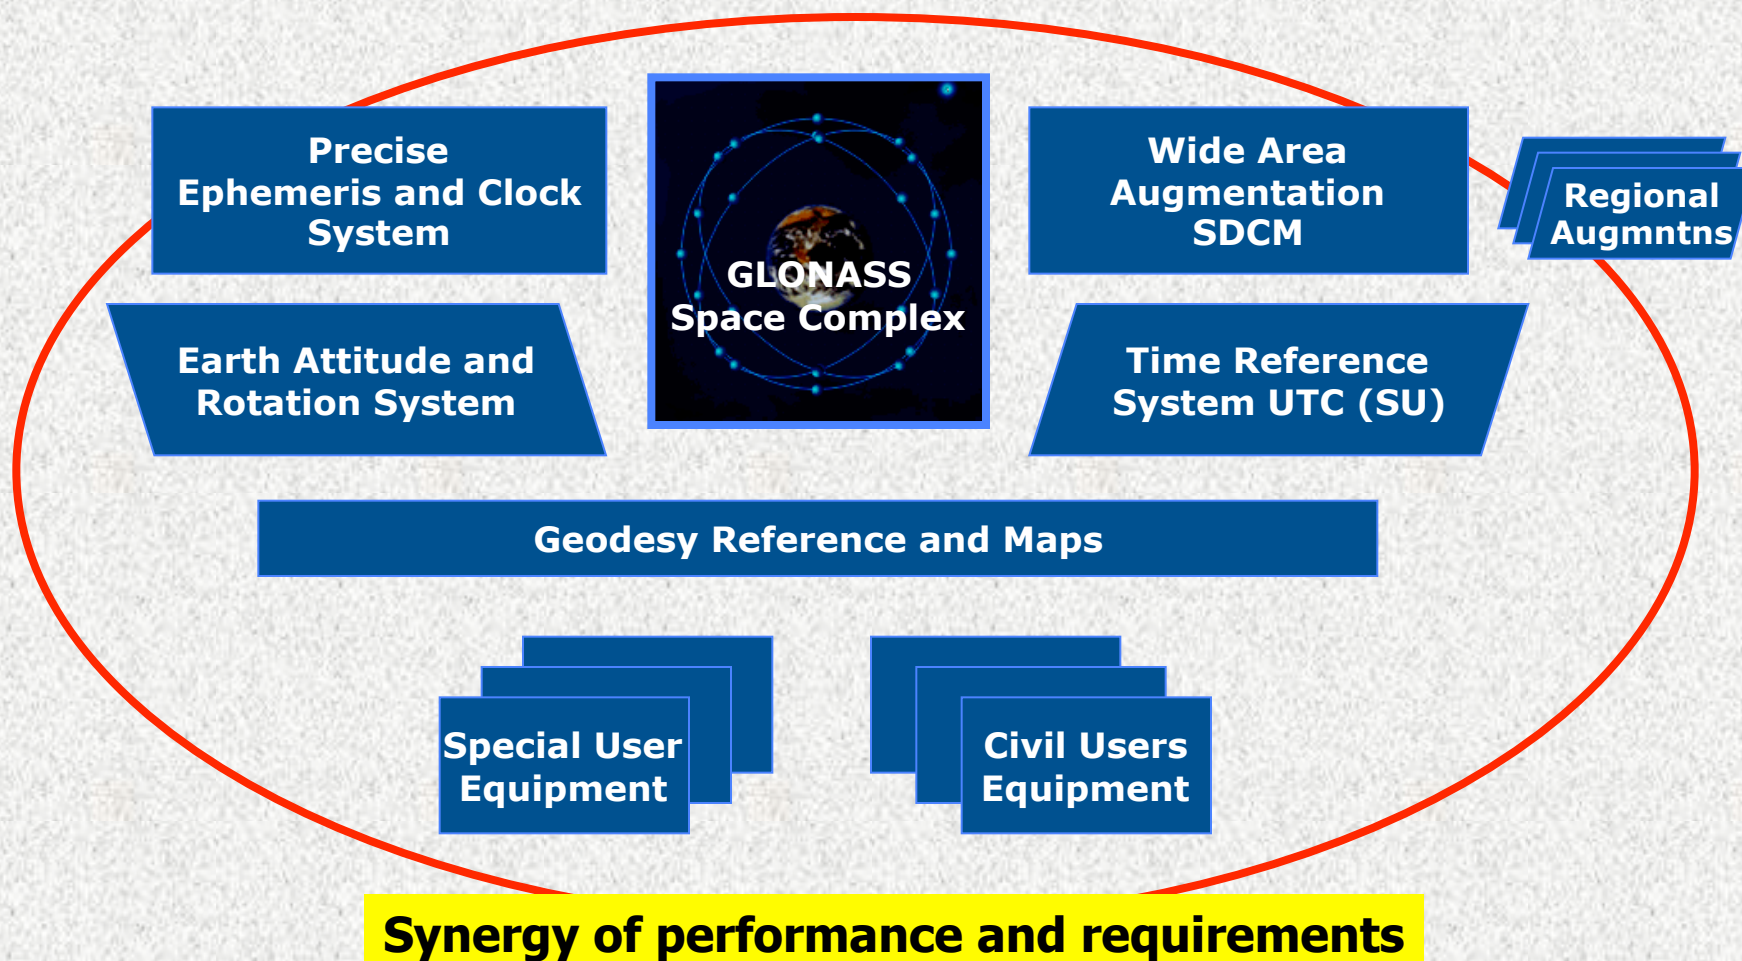 Precise
Ephemeris and Clock
System
GLONASS
Space Complex
Wide Area
Augmentation
SDCM
Regional
Augmntns
Earth Attitude and
Rotation System
Time Reference
System UTC (SU)
Geodesy Reference and Maps
Special User
Equipment
Civil Users
Equipment
Synergy of performance and requirements